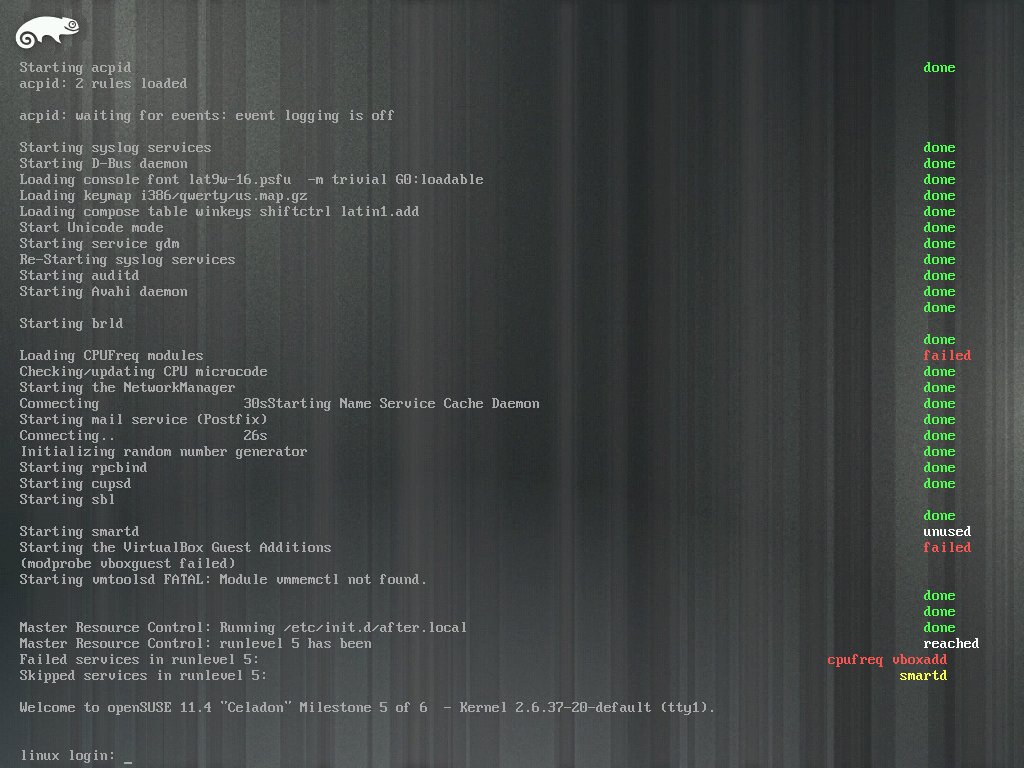 Starting acpid done
acpid: 2 rules loaded
acpid: waiting for events: event logging is off
Starting syslog services done
Starting D-Bus daemon done
Loading console font lat9w-16.psfu -m trivial G0:loadable done
Loading keymap i386/qwerty/us.map.gz done
Loading compose table winkeys shiftctrl latin1.add done
Start Unicode mode done
Starting service gdm done
Re-Starting syslog services done
Starting auditd done
Starting Avahi daemon done
done
Starting brld
done
Loading CPUFreq modules failed
Checking/updating CPU microcode done
Starting the NetworkManager done
Connecting 30sStarting Name Service Cache Daemon done
Starting mail service (Postfix) done
Connecting.. 26s done
Initializing random number generator done
Starting rpcbind done
Starting cupsd done
Starting sbl
done
Starting smartd unused
Starting the VirtualBox Guest Additions failed
(modprobe vboxguest failed)
Starting vmtoolsd FATAL: Module vmmemctl not found.
done
done
Master Resource Control: Running /etc/init.d/after.local done
Master Resource Control: runlevel 5 has been reached
Failed services in runlevel 5: cpufreq vboxadd
Skipped services in runlevel 5: smartd
Welcome to openSUSE 11.4 "Celadon" Milestone 5 of 6 - Kernel 2.6.37-20-default (tty1).
linux login: _